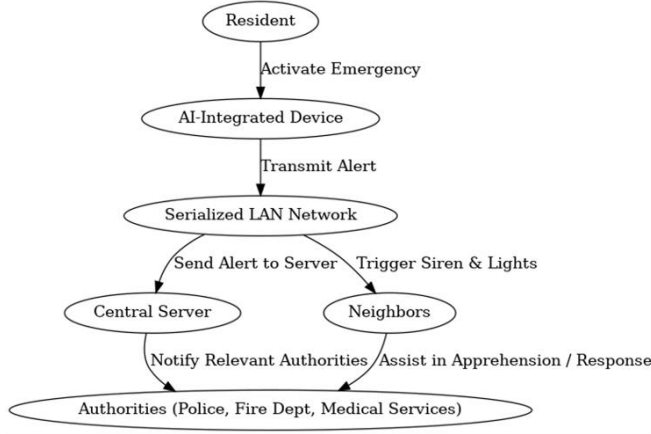 Resident
Activate Emergency
AI-Integrated Device
Transmit Alert
Serialized LAN Network
Send Alert to Server
Trigger Siren & Lights
Central Server
Neighbors
Notify Relevant Authorities
Assist in Apprehension / Response
Authorities (Police, Fire Dept, Medical Services)